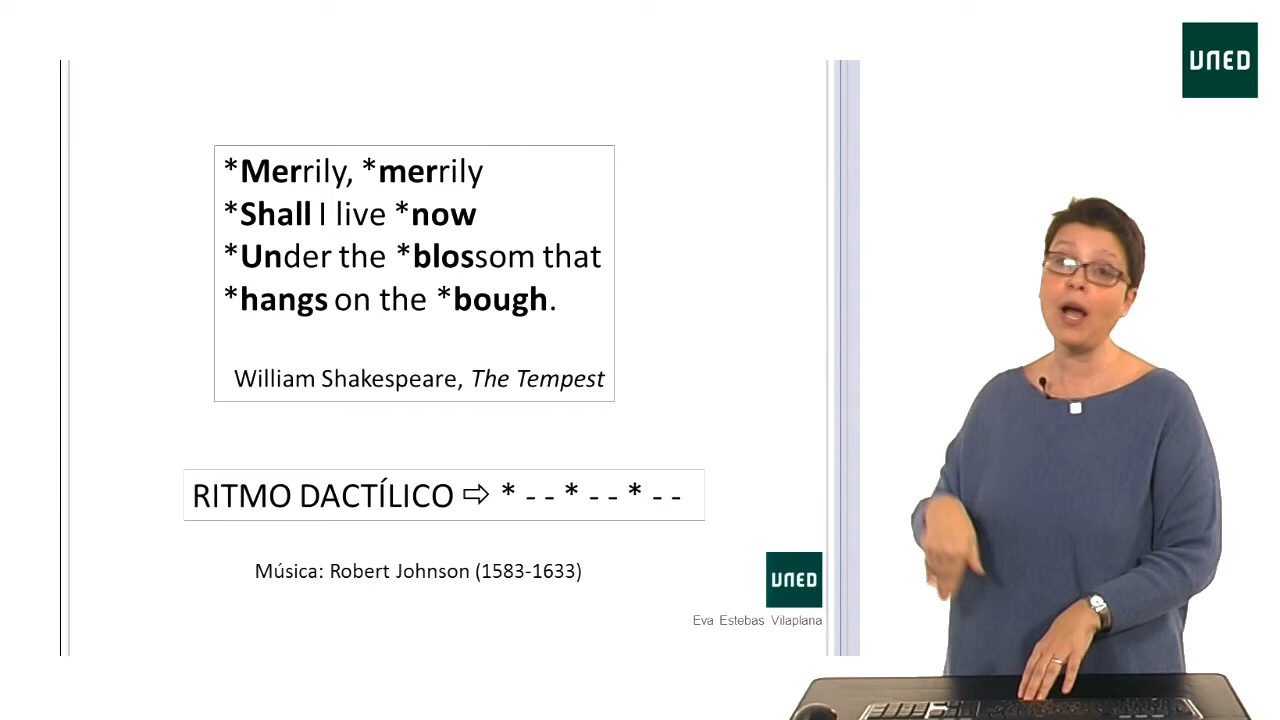 UNED
*Merrily, *merrily
*Shall I live *now
*Under the *blossom that
*hangs on the *bough.
William Shakespeare, The Tempest
RITMO DACTÍLICO ⇨ * - - * - - * - -
Música: Robert Johnson (1583-1633)
UNED
Eva Estebas Vilaplana